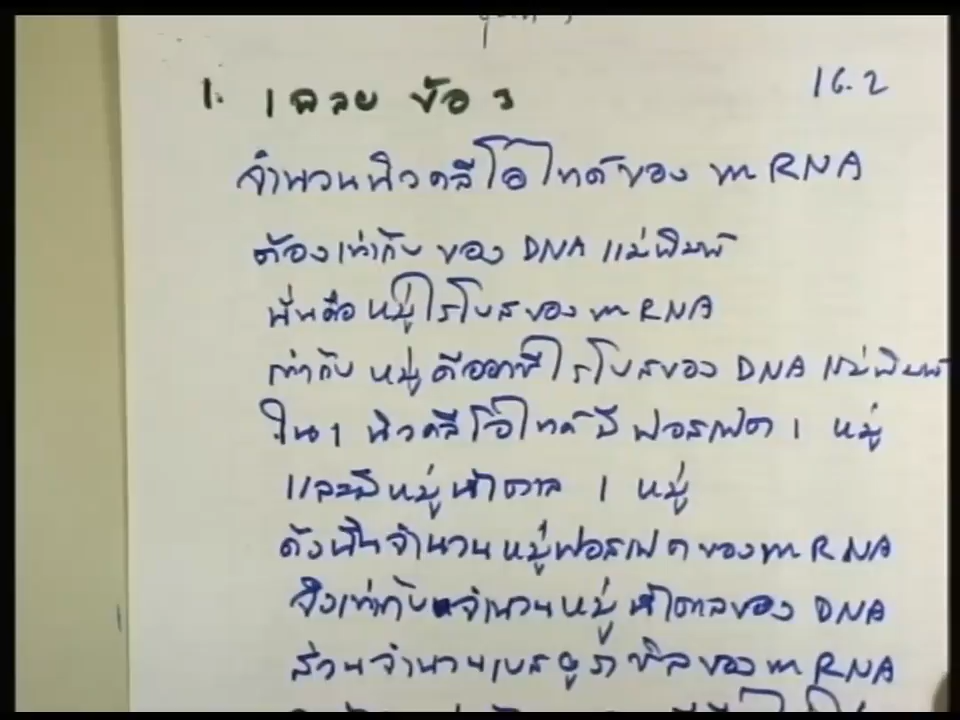 16.2
1. เฉลย ข้อ 3
จำนวนนิวคลีโอไทด์ของ mRNA
ต้องเท่ากับ ของ DNA แม่พิมพ์
นั่นคือหมู่ไรโบสของ mRNA
เท่ากับ หมู่ดีออกซีไรโบสของ DNA แม่พิมพ์
ใน 1 นิวคลีโอไทด์มีฟอสเฟต 1 หมู่
และมีหมู่น้ำตาล 1 หมู่
ดังนั้นจำนวนหมู่ฟอสเฟตของ mRNA
จึงเท่ากับจำนวนหมู่น้ำตาลของ DNA
ส่วนจำนวนเบสยูราซิลของ mRNA